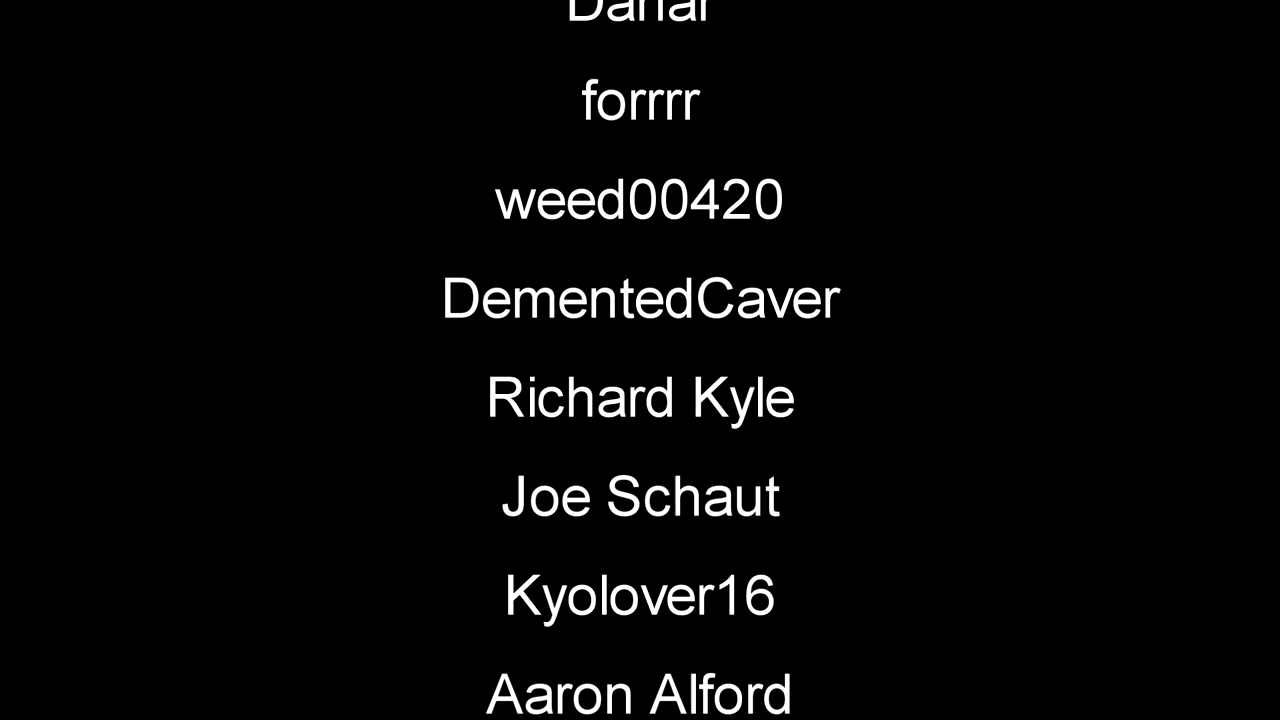 forrrr
weed00420
DementedCaver
Richard Kyle
Joe Schaut
Kyolover16
Aaron Alford